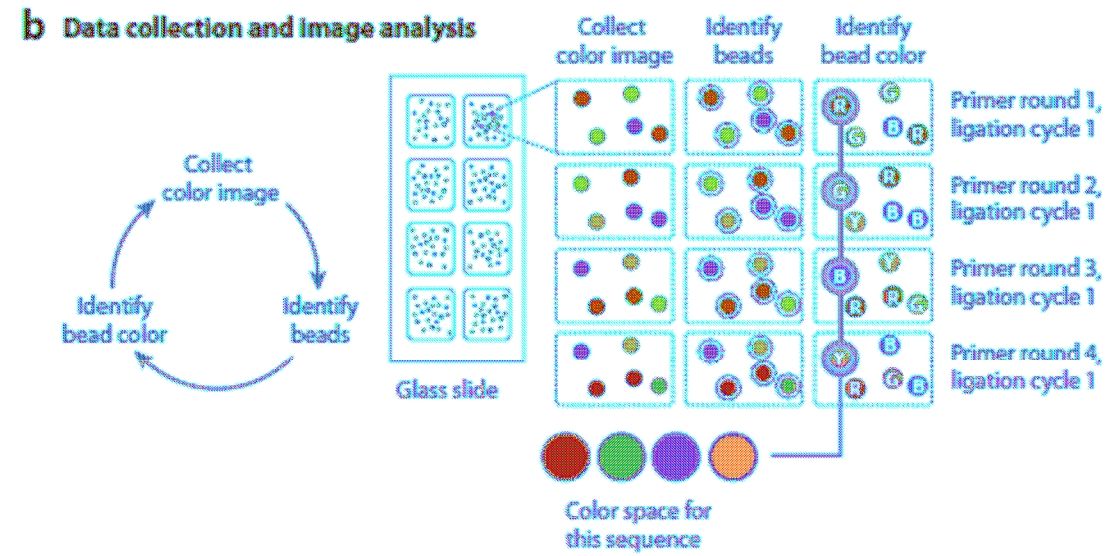 b Data collection and image analysis
Collect
color image
Identify
beads
Identify
bead color
Collect
color image
Identify
beads
Identify
bead color
Glass slide
R G G B R
Primer round 1,
ligation cycle 1
G R Y B B
Primer round 2,
ligation cycle 1
B Y R R G
Primer round 3,
ligation cycle 1
Y B R G B
Primer round 4,
ligation cycle 1
Color space for
this sequence